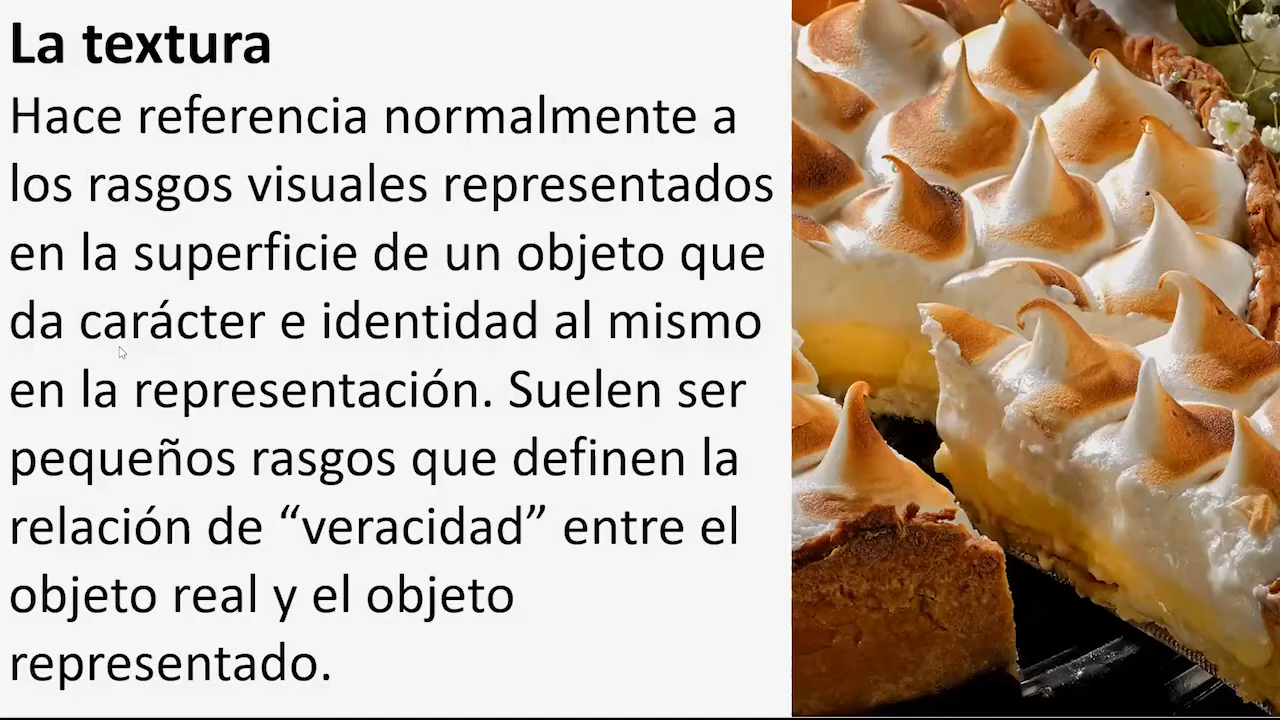 La textura
Hace referencia normalmente a
los rasgos visuales representados
en la superficie de un objeto que
da carácter e identidad al mismo
en la representación. Suelen ser
pequeños rasgos que definen la
relación de “veracidad” entre el
objeto real y el objeto
representado.